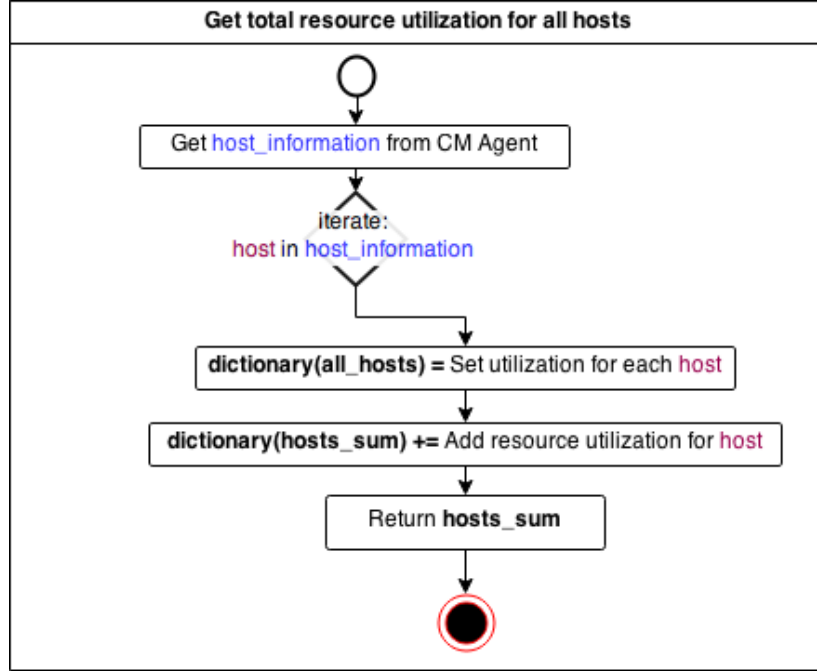 Get total resource utilization for all hosts
Get host_information from CM Agent
iterate:
host in host_information
dictionary(all_hosts) = Set utilization for each host
dictionary(hosts_sum) += Add resource utilization for host
Return hosts_sum